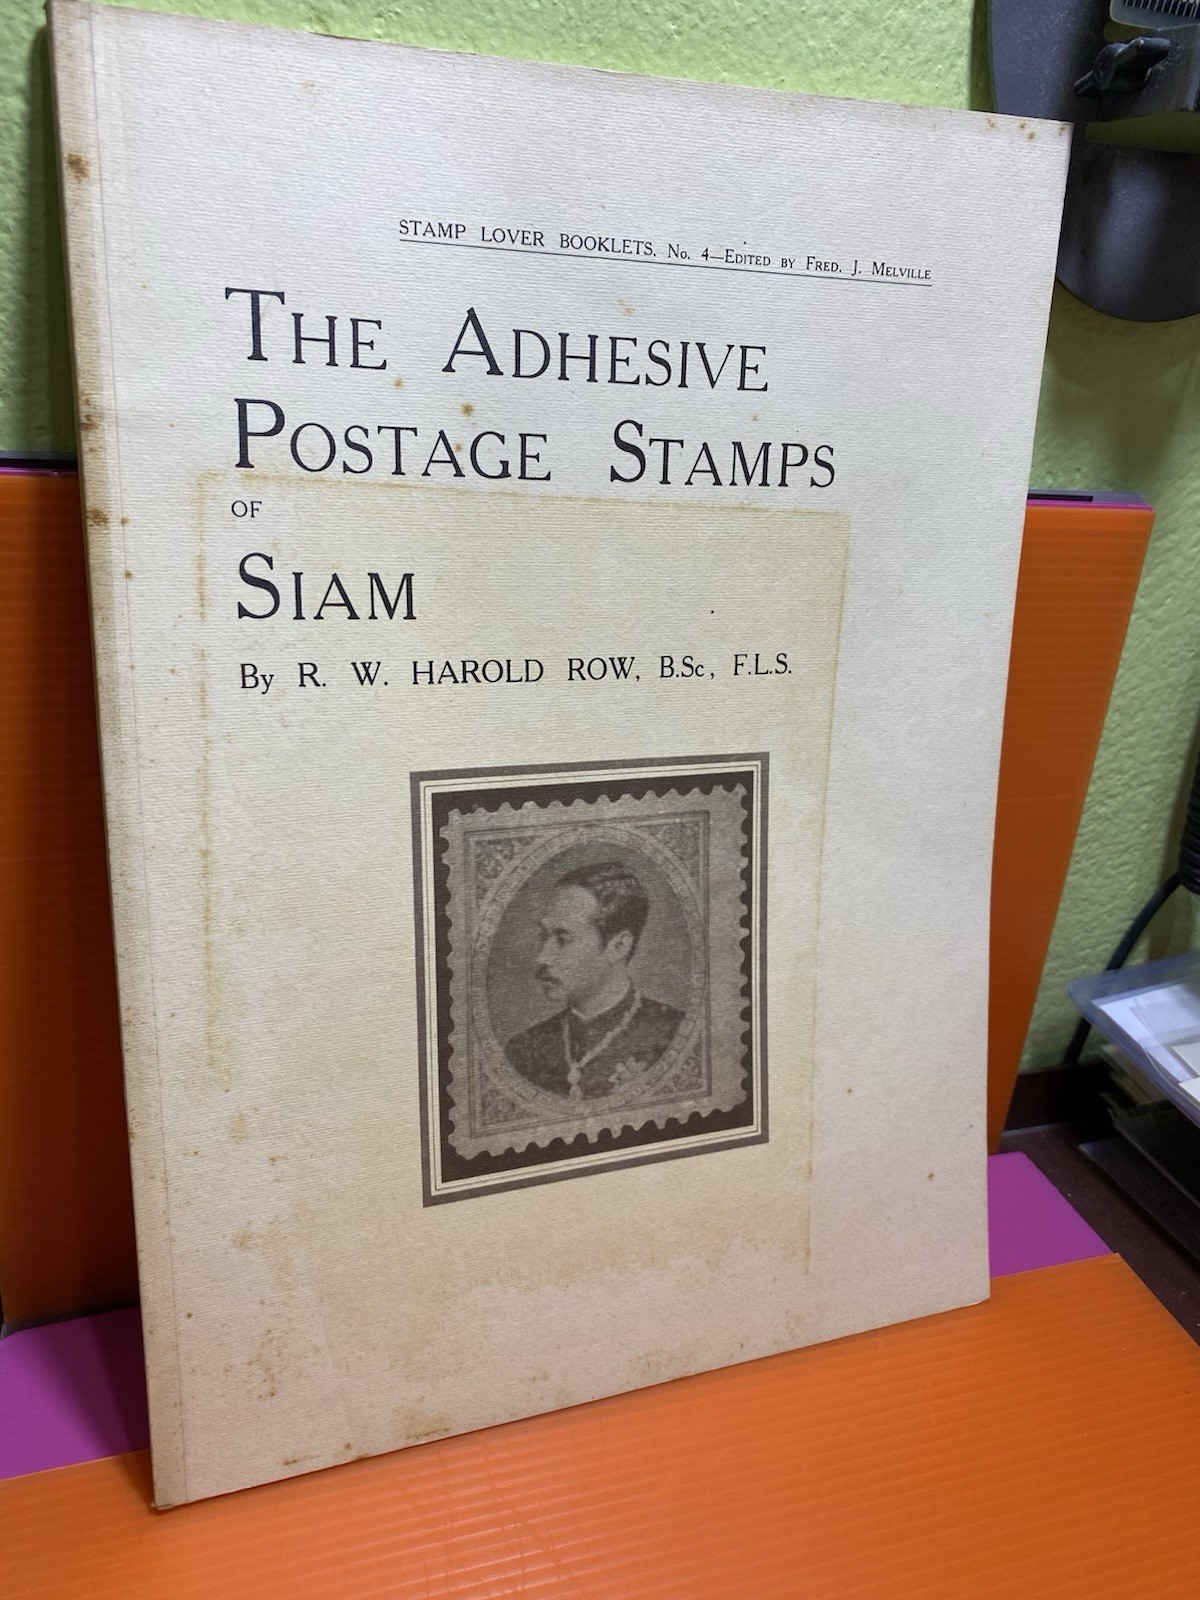 STAMP LOVER BOOKLETS. No. 4—EDITED BY FRED. J. MELVILLE
THE ADHESIVE
POSTAGE STAMPS
OF
SIAM
By R. W. HAROLD ROW, B.Sc., F.L.S.